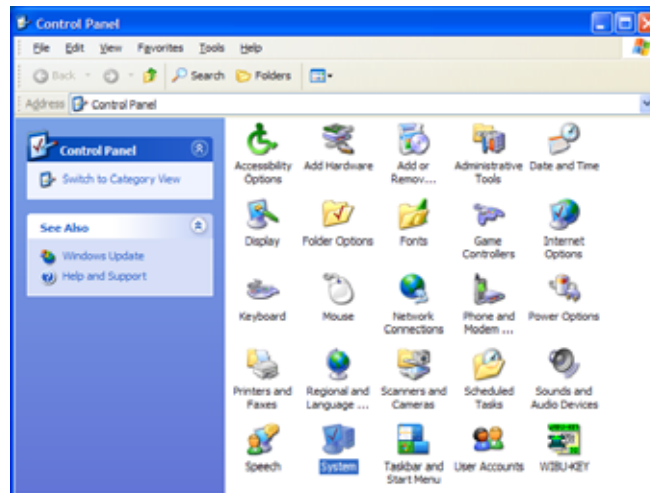 Control Panel
File Edit View Favorites Tools Help
Back Search Folders
Address Control Panel
Control Panel
Switch to Category View
See Also
Windows Update
Help and Support
Accessibility Options
Add Hardware
Add or Remov...
Administrative Tools
Date and Time
Display
Folder Options
Fonts
Game Controllers
Internet Options
Keyboard
Mouse
Network Connections
Phone and Modem ...
Power Options
Printers and Faxes
Regional and Language ...
Scanners and Cameras
Scheduled Tasks
Sounds and Audio Devices
Speech
System
Taskbar and Start Menu
User Accounts
WIBU-KEY